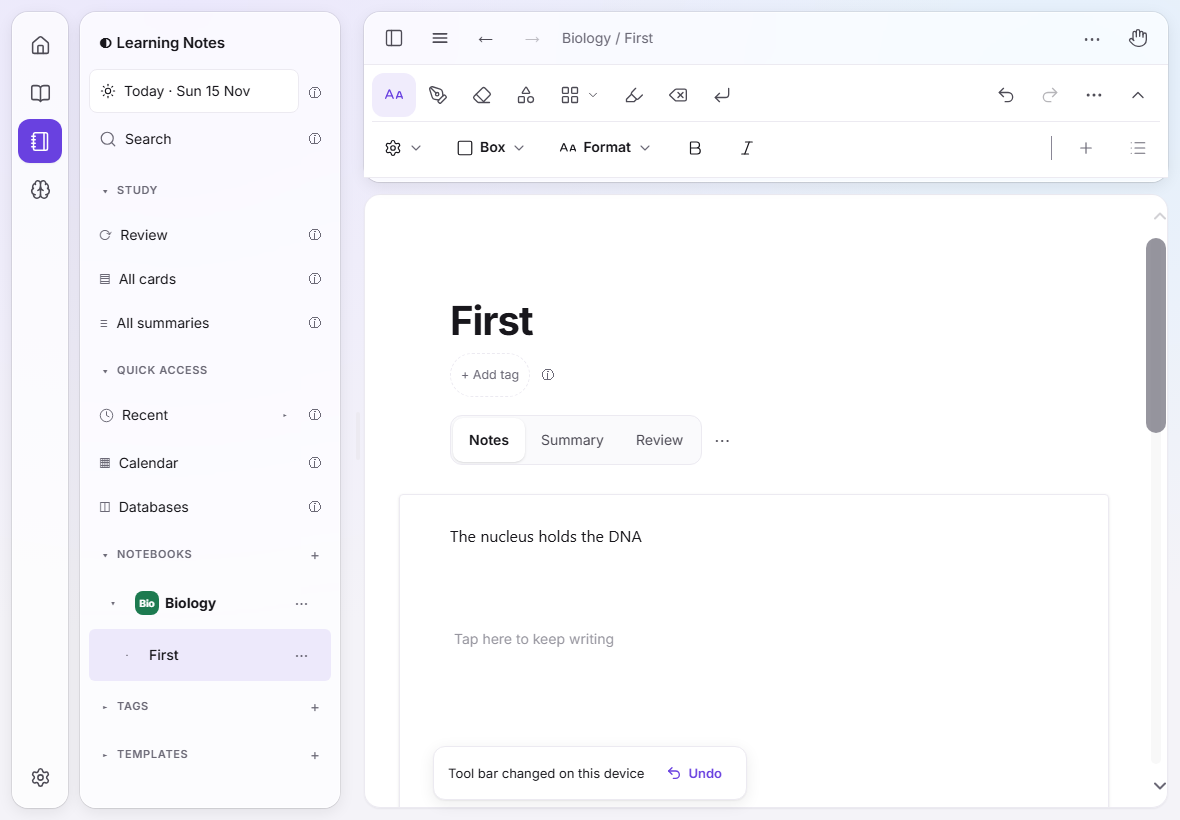 Learning Notes
Today · Sun 15 Nov
Search
STUDY
Review
All cards
All summaries
QUICK ACCESS
Recent
Calendar
Databases
NOTEBOOKS
Bio Biology
First
TAGS
TEMPLATES
Biology / First
AA
Box
AA Format
B I
First
+ Add tag
Notes Summary Review
The nucleus holds the DNA
Tap here to keep writing
Tool bar changed on this device Undo